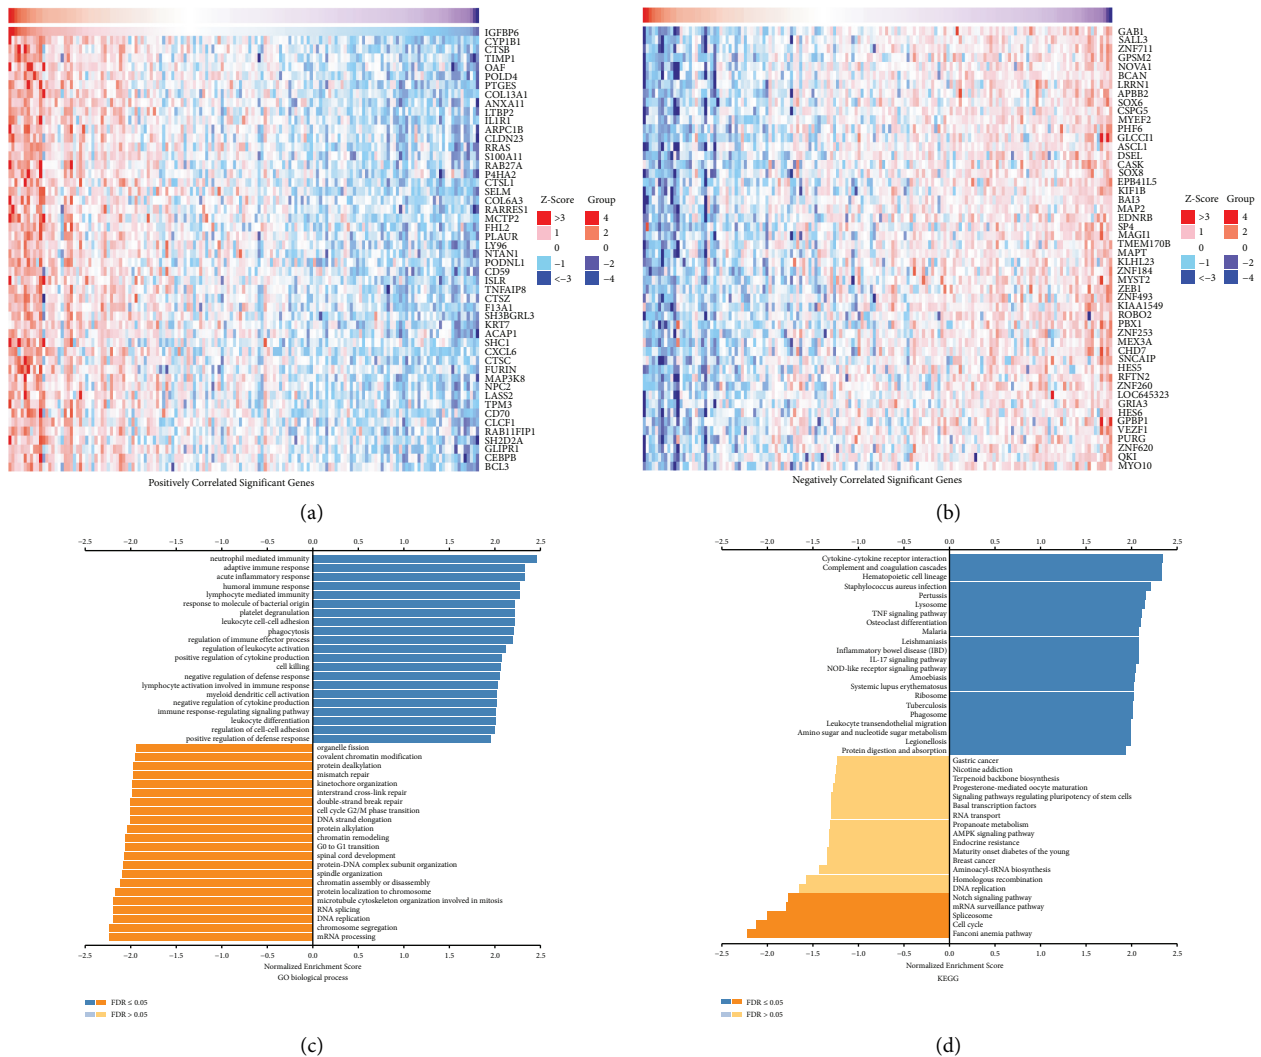 IGFBP6
CYP1B1
CTSB
TIMP1
OAF
POLD4
PTGES
COL13A1
ANXA11
LTBP2
IL1R1
ARPC1B
CLDN23
RRAS
S100A11
RAB27A
P4HA2
CTSL1
SELM
COL6A3
RARRES1
MCTP2
FHL2
PLAUR
LY96
NTAN1
PODNL1
CD59
ISLR
TNFAIP8
CTSZ
F13A1
SH3BGRL3
KRT7
ACAP1
SHC1
CXCL6
CTSC
FURIN
MAP3K8
NPC2
LASS2
TPM3
CD70
CLCF1
RAB11FIP1
SH2D2A
GLIPR1
CEBPB
BCL3
Z-Score Group
>3 4
1 2
0 0
−1 −2
<−3 −4
Positively Correlated Significant Genes
(a)
GAB1
SALL3
ZNF711
GPSM2
NOVA1
BCAN
LRRN1
APBB2
SOX6
CSPG5
MYEF2
PHF6
GLCCI1
ASCL1
DSEL
CASK
SOX8
EPB41L5
KIF1B
BAI3
MAP2
EDNRB
SP4
MAGI1
TMEM170B
MAPT
KLHL23
ZNF184
MYST2
ZEB1
ZNF493
KIAA1549
ROBO2
PBX1
ZNF253
MEX3A
CHD7
SNCAIP
HES5
RFTN2
ZNF260
LOC645323
GRIA3
HES6
GPBP1
VEZF1
PURG
ZNF620
QKI
MYO10
Z-Score Group
>3 4
1 2
0 0
−1 −2
<−3 −4
Negatively Correlated Significant Genes
(b)
−2.5 −2.0 −1.5 −1.0 −0.5 0.0 0.5 1.0 1.5 2.0 2.5
neutrophil mediated immunity
adaptive immune response
acute inflammatory response
humoral immune response
lymphocyte mediated immunity
response to molecule of bacterial origin
platelet degranulation
leukocyte cell-cell adhesion
phagocytosis
regulation of immune effector process
regulation of leukocyte activation
positive regulation of cytokine production
cell killing
negative regulation of defense response
lymphocyte activation involved in immune response
myeloid dendritic cell activation
negative regulation of cytokine production
immune response-regulating signaling pathway
leukocyte differentiation
regulation of cell-cell adhesion
positive regulation of defense response
organelle fission
covalent chromatin modification
protein dealkylation
mismatch repair
kinetochore organization
interstrand cross-link repair
double-strand break repair
cell cycle G2/M phase transition
DNA strand elongation
protein alkylation
chromatin remodeling
G0 to G1 transition
spinal cord development
protein-DNA complex subunit organization
spindle organization
chromatin assembly or disassembly
protein localization to chromosome
microtubule cytoskeleton organization involved in mitosis
RNA splicing
DNA replication
chromosome segregation
mRNA processing
−2.5 −2.0 −1.5 −1.0 −0.5 0.0 0.5 1.0 1.5 2.0 2.5
Normalized Enrichment Score
GO biological process
FDR ≤ 0.05
FDR > 0.05
(c)
−2.5 −2.0 −1.5 −1.0 −0.5 0.0 0.5 1.0 1.5 2.0 2.5
Cytokine-cytokine receptor interaction
Complement and coagulation cascades
Hematopoietic cell lineage
Staphylococcus aureus infection
Pertussis
Lysosome
TNF signaling pathway
Osteoclast differentiation
Malaria
Leishmaniasis
Inflammatory bowel disease (IBD)
IL-17 signaling pathway
NOD-like receptor signaling pathway
Amoebiasis
Systemic lupus erythematosus
Ribosome
Tuberculosis
Phagosome
Leukocyte transendothelial migration
Amino sugar and nucleotide sugar metabolism
Legionellosis
Protein digestion and absorption
Gastric cancer
Nicotine addiction
Terpenoid backbone biosynthesis
Progesterone-mediated oocyte maturation
Signaling pathways regulating pluripotency of stem cells
Basal transcription factors
RNA transport
Propanoate metabolism
AMPK signaling pathway
Endocrine resistance
Maturity onset diabetes of the young
Breast cancer
Aminoacyl-tRNA biosynthesis
Homologous recombination
DNA replication
Notch signaling pathway
mRNA surveillance pathway
Spliceosome
Cell cycle
Fanconi anemia pathway
−2.5 −2.0 −1.5 −1.0 −0.5 0.0 0.5 1.0 1.5 2.0 2.5
Normalized Enrichment Score
KEGG
FDR ≤ 0.05
FDR > 0.05
(d)